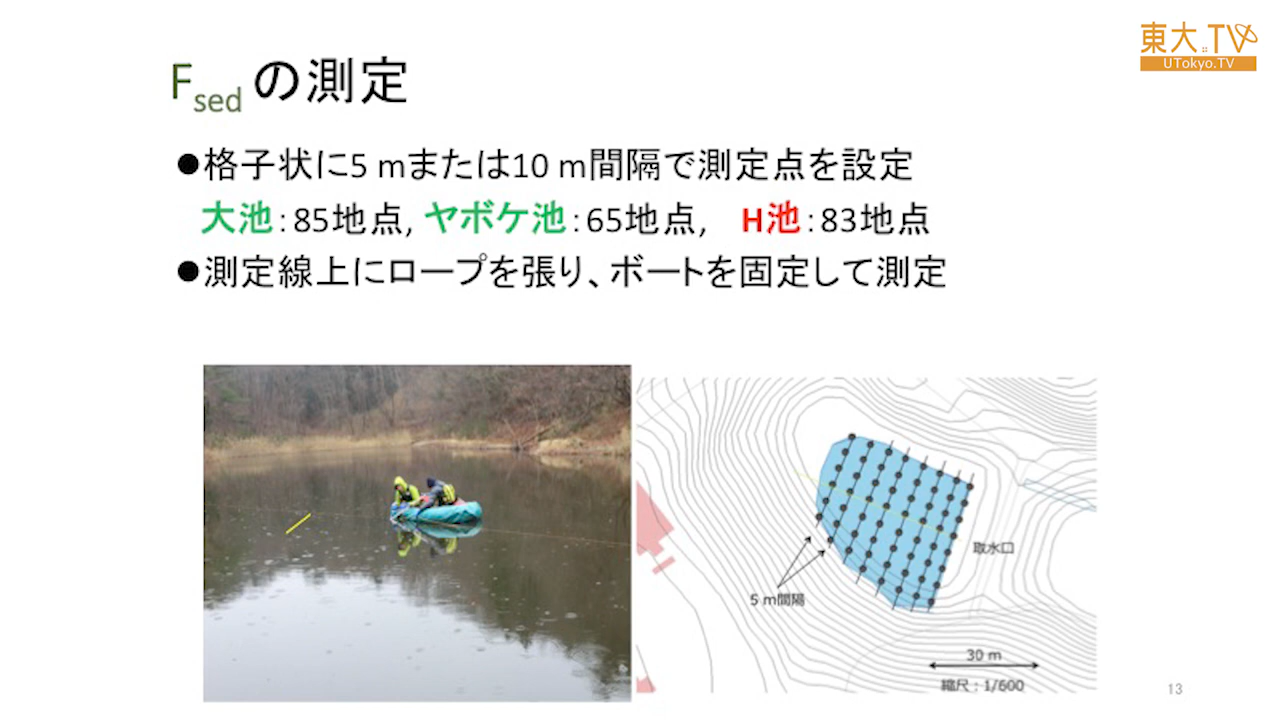 東大.TV
UTokyo.TV
Fsed の測定
●格子状に5 mまたは10 m間隔で測定点を設定
大池：85地点, ヤボケ池：65地点,　H池：83地点
●測定線上にロープを張り、ボートを固定して測定
取水口
5 m間隔
30 m
縮尺：1/600
13